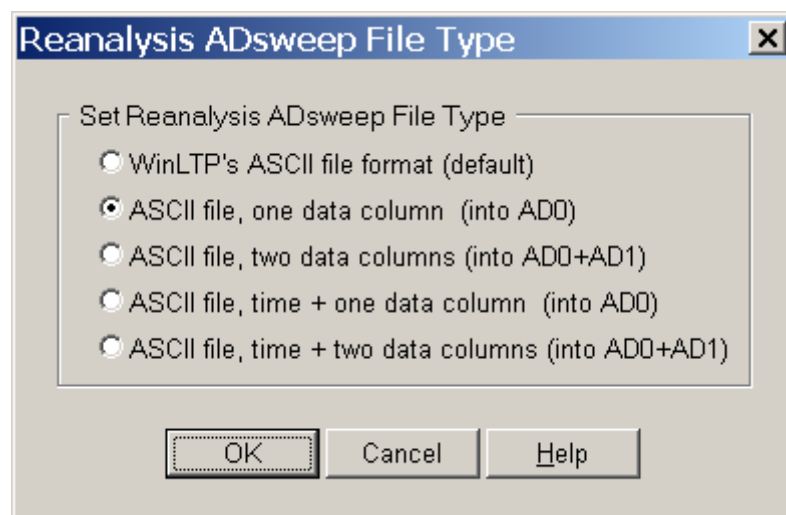 Reanalysis ADsweep File Type
Set Reanalysis ADsweep File Type
WinLTP's ASCII file format (default)
ASCII file, one data column (into AD0)
ASCII file, two data columns (into AD0+AD1)
ASCII file, time + one data column (into AD0)
ASCII file, time + two data columns (into AD0+AD1)
OK Cancel Help